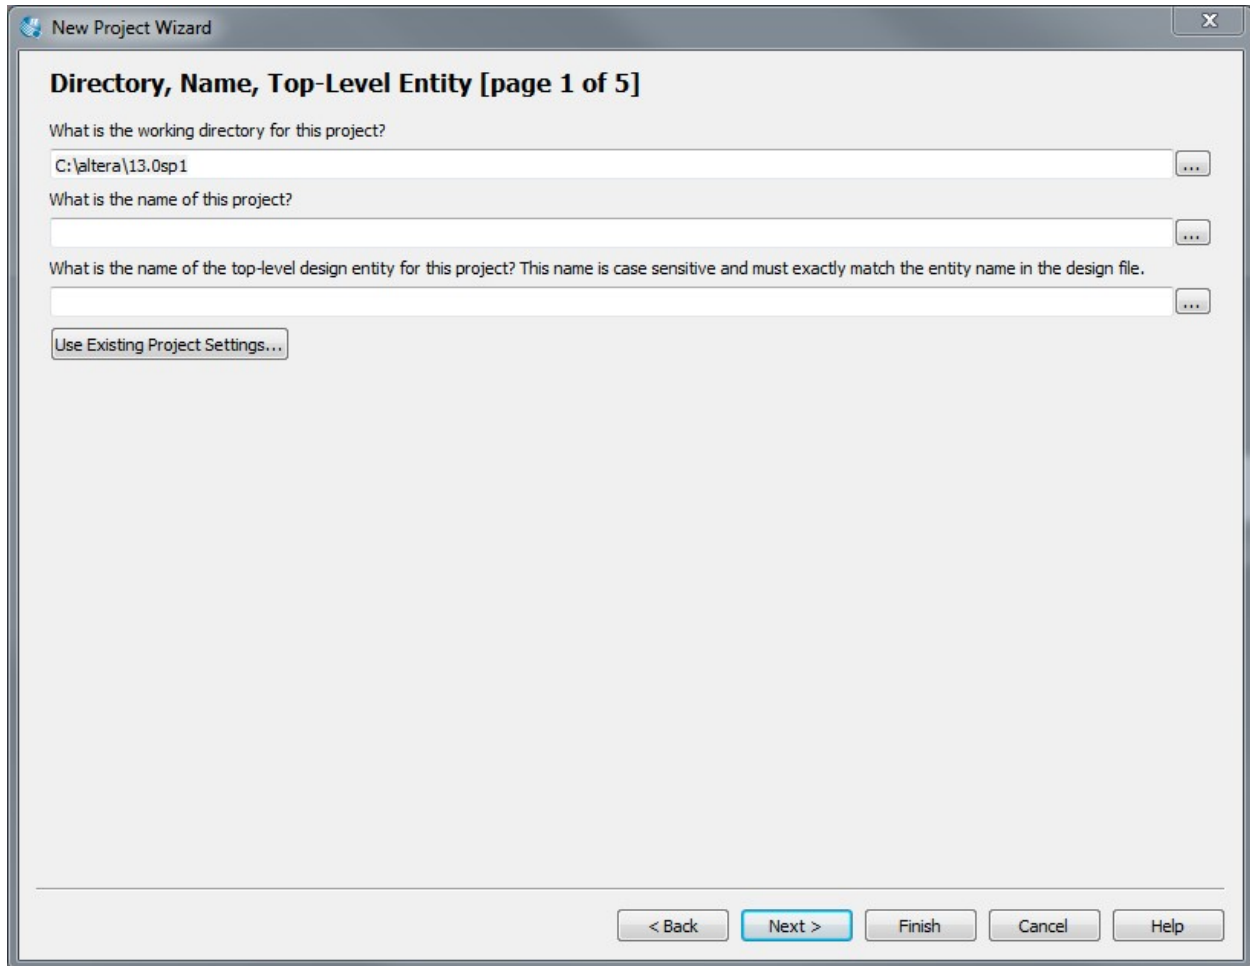 New Project Wizard
Directory, Name, Top-Level Entity [page 1 of 5]
What is the working directory for this project?
C:\altera\13.0sp1
...
What is the name of this project?
...
What is the name of the top-level design entity for this project? This name is case sensitive and must exactly match the entity name in the design file.
...
Use Existing Project Settings...
< Back Next > Finish Cancel Help